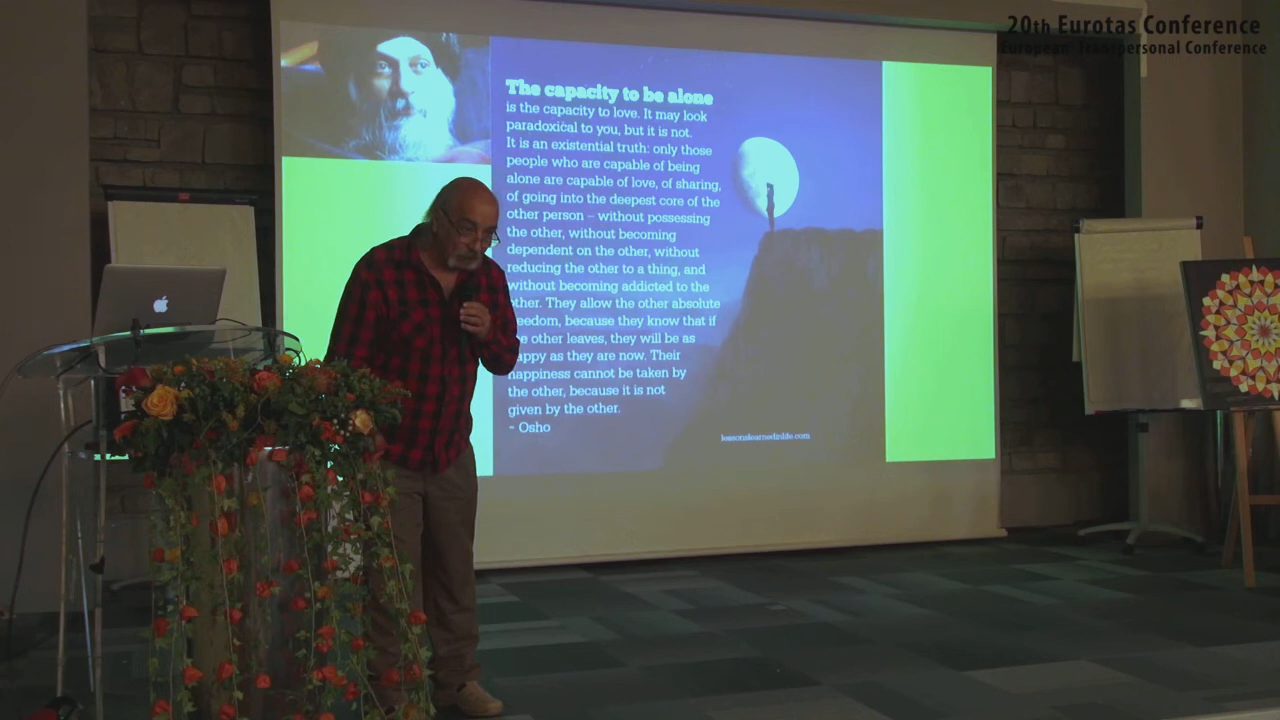 20th Eurotas Conference
European Transpersonal Conference
The capacity to be alone
is the capacity to love. It may look
paradoxical to you, but it is not.
It is an existential truth: only those
people who are capable of being
alone are capable of love, of sharing,
of going into the deepest core of the
other person – without possessing
the other, without becoming
dependent on the other, without
reducing the other to a thing, and
without becoming addicted to the
other. They allow the other absolute
eedom, because they know that if
e other leaves, they will be as
appy as they are now. Their
happiness cannot be taken by
the other, because it is not
given by the other.
- Osho
lessonslearnedinlife.com